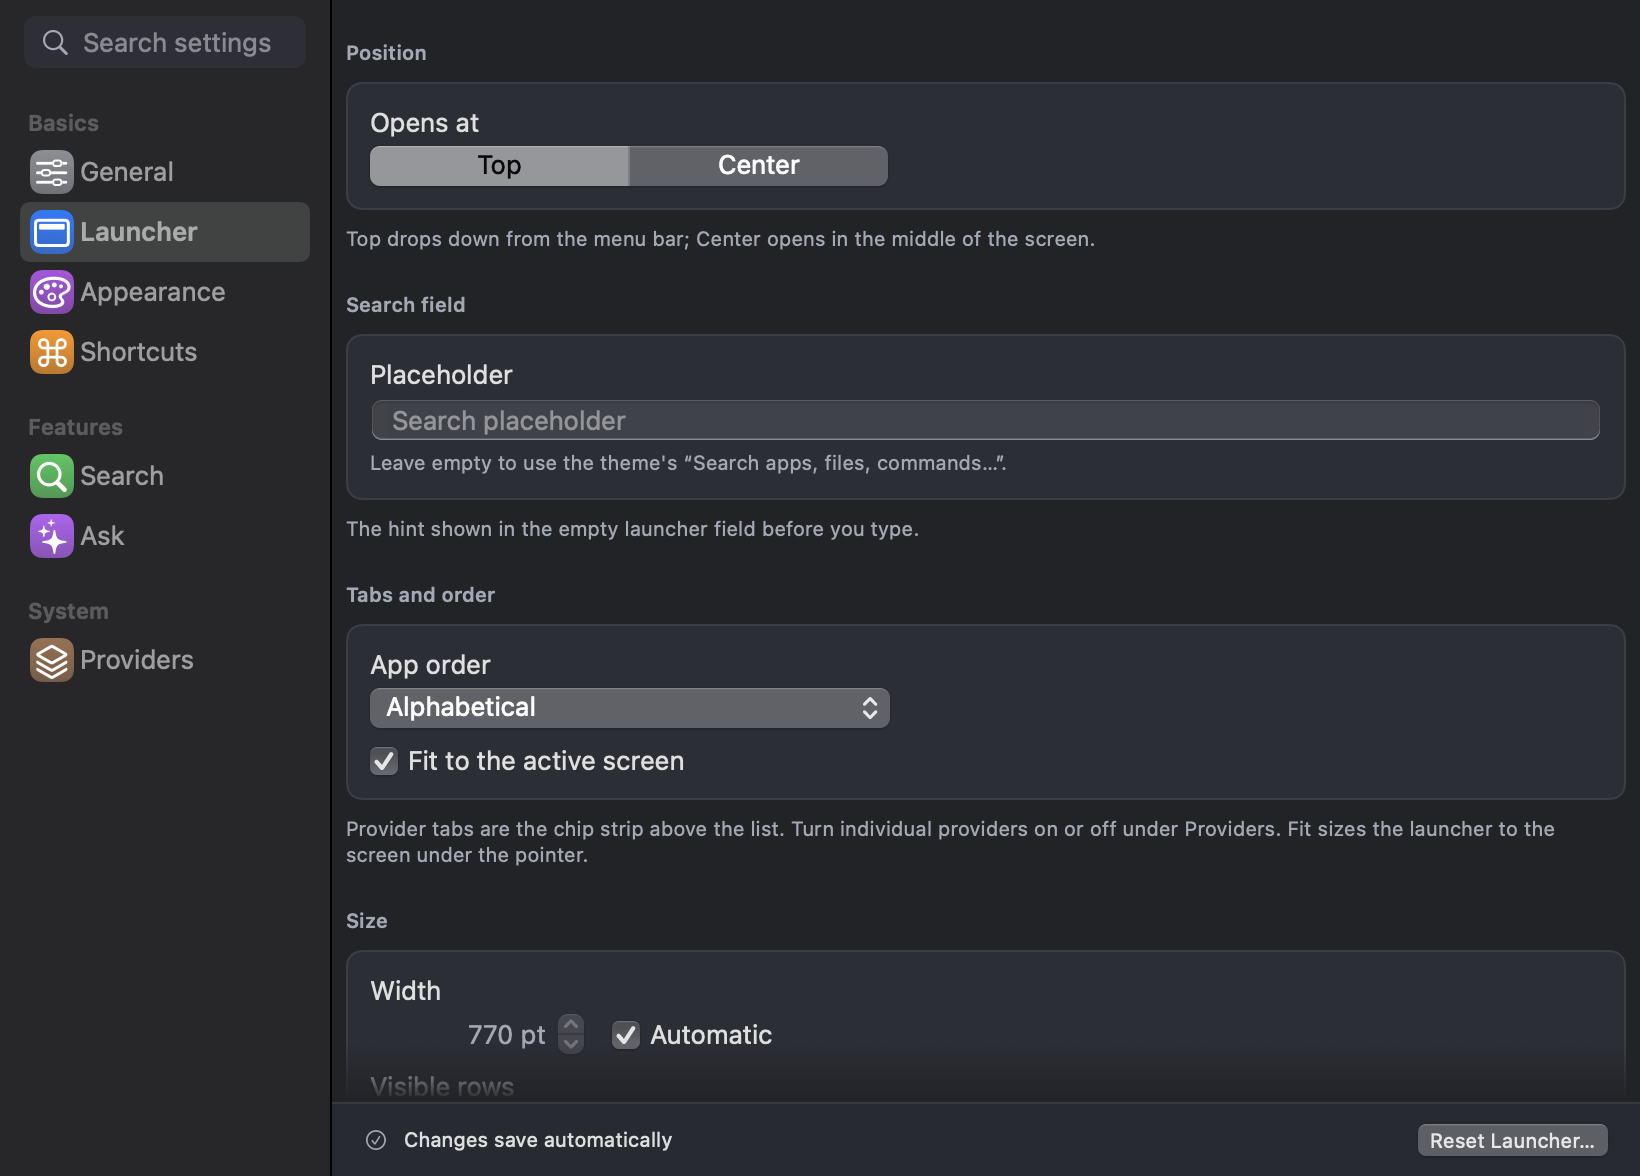 Search settings
Basics
General
Launcher
Appearance
Shortcuts
Features
Search
Ask
System
Providers
Position
Opens at
Top
Center
Top drops down from the menu bar; Center opens in the middle of the screen.
Search field
Placeholder
Search placeholder
Leave empty to use the theme's “Search apps, files, commands…”.
The hint shown in the empty launcher field before you type.
Tabs and order
App order
Alphabetical
Fit to the active screen
Provider tabs are the chip strip above the list. Turn individual providers on or off under Providers. Fit sizes the launcher to the
screen under the pointer.
Size
Width
770 pt
Automatic
Visible rows
Changes save automatically
Reset Launcher…